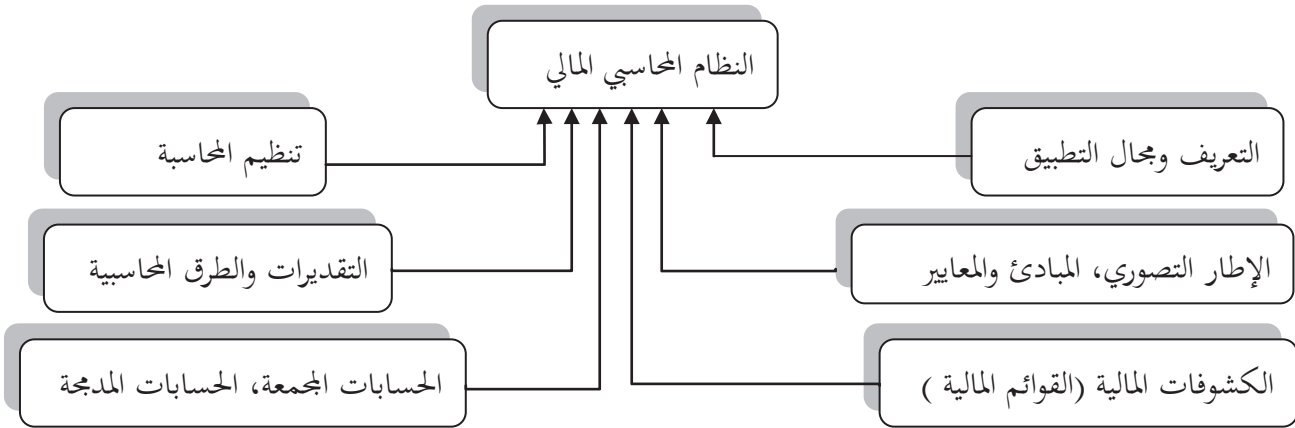 النظام المحاسبي المالي
التعريف ومجال التطبيق
تنظيم المحاسبة
الإطار التصوري، المبادئ والمعايير
التقديرات والطرق المحاسبية
الكشوفات المالية (القوائم المالية )
الحسابات المجمعة، الحسابات المدمجة